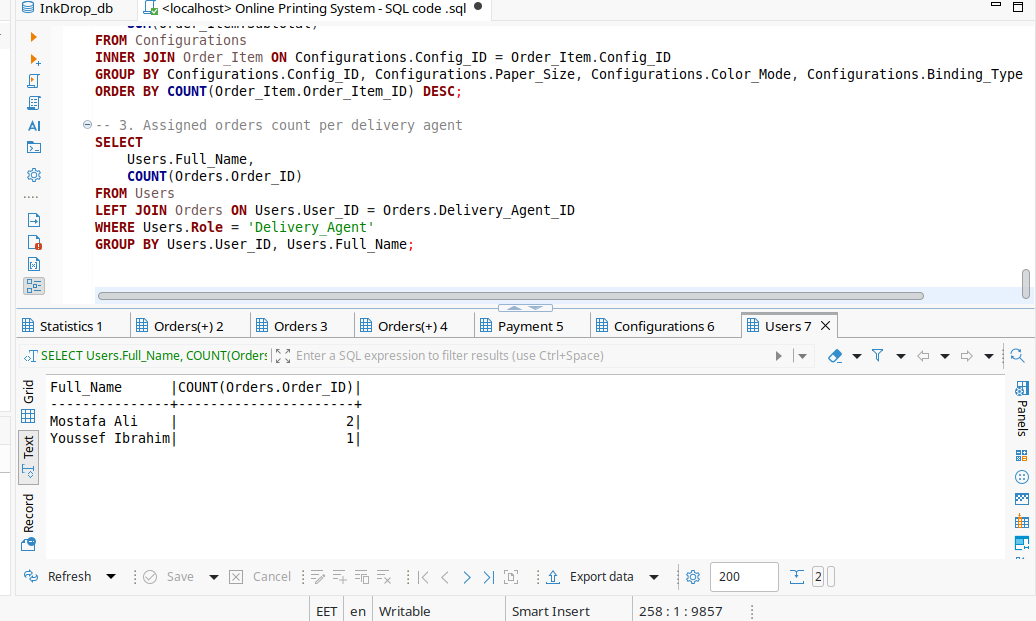 InkDrop_db
<localhost> Online Printing System - SQL code .sql
FROM Configurations
INNER JOIN Order_Item ON Configurations.Config_ID = Order_Item.Config_ID
GROUP BY Configurations.Config_ID, Configurations.Paper_Size, Configurations.Color_Mode, Configurations.Binding_Type
ORDER BY COUNT(Order_Item.Order_Item_ID) DESC;
-- 3. Assigned orders count per delivery agent
SELECT
Users.Full_Name,
COUNT(Orders.Order_ID)
FROM Users
LEFT JOIN Orders ON Users.User_ID = Orders.Delivery_Agent_ID
WHERE Users.Role = 'Delivery_Agent'
GROUP BY Users.User_ID, Users.Full_Name;
AI
Statistics 1
Orders(+) 2
Orders 3
Orders(+) 4
Payment 5
Configurations 6
Users 7
SELECT Users.Full_Name, COUNT(Orders
Enter a SQL expression to filter results (use Ctrl+Space)
Grid
Text
Record
Full_Name |COUNT(Orders.Order_ID)|
---------------+----------------------+
Mostafa Ali | 2|
Youssef Ibrahim| 1|
Panels
Refresh
Save
Cancel
Export data
200
2
EET
en
Writable
Smart Insert
258 : 1 : 9857